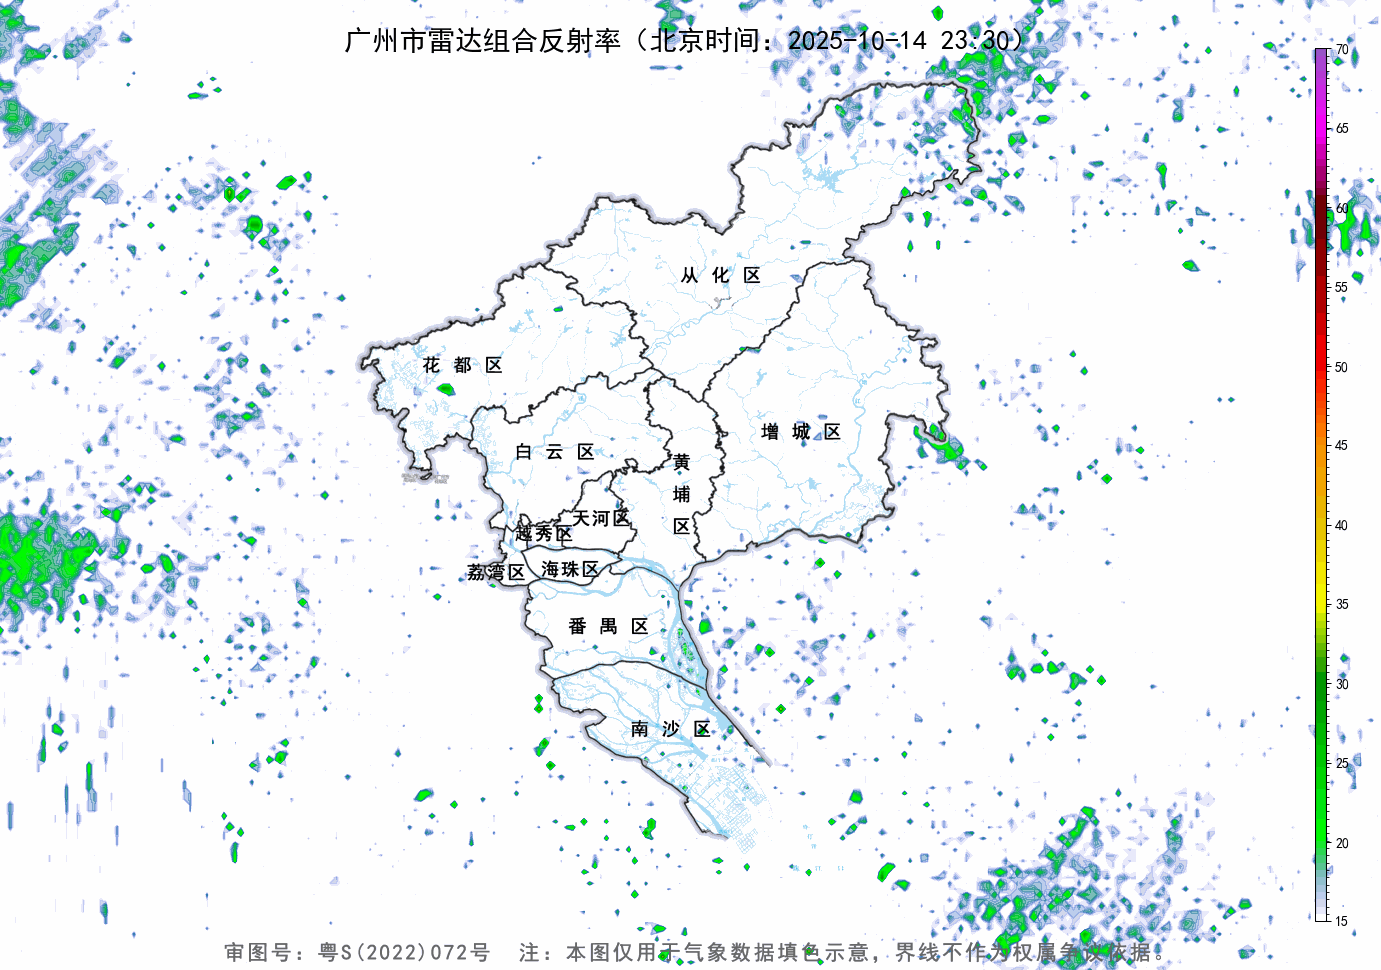 广州市雷达组合反射率（北京时间：2025-10-14 23:30）
70
65
60
55
50
45
40
35
30
25
20
15
从化区
花都区
增城区
白云区
黄埔区
天河区
越秀区
荔湾区
海珠区
番禺区
南沙区
审图号：粤S(2022)072号 注：本图仅用于气象数据填色示意，界线不作为权属争议依据。